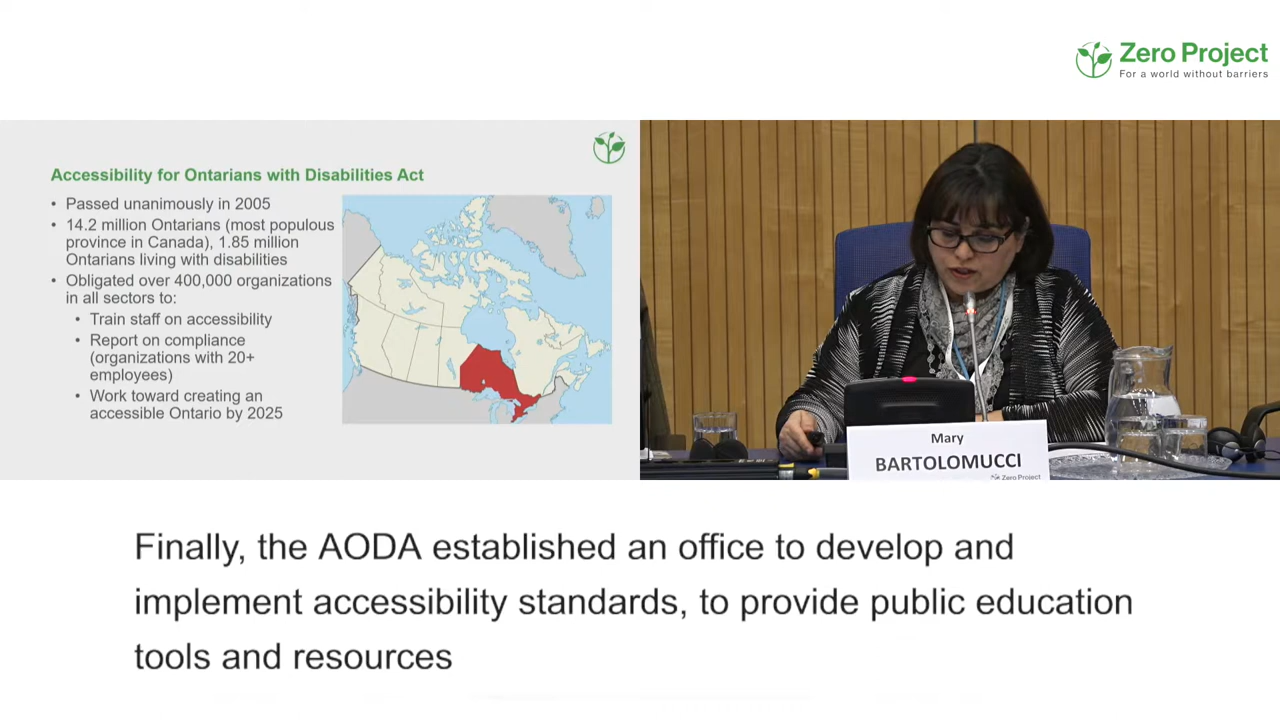 Zero Project
For a world without barriers
Accessibility for Ontarians with Disabilities Act
• Passed unanimously in 2005
• 14.2 million Ontarians (most populous
province in Canada), 1.85 million
Ontarians living with disabilities
• Obligated over 400,000 organizations
in all sectors to:
• Train staff on accessibility
• Report on compliance
(organizations with 20+
employees)
• Work toward creating an
accessible Ontario by 2025
Mary
BARTOLOMUCCI
Zero Project
Finally, the AODA established an office to develop and
implement accessibility standards, to provide public education
tools and resources